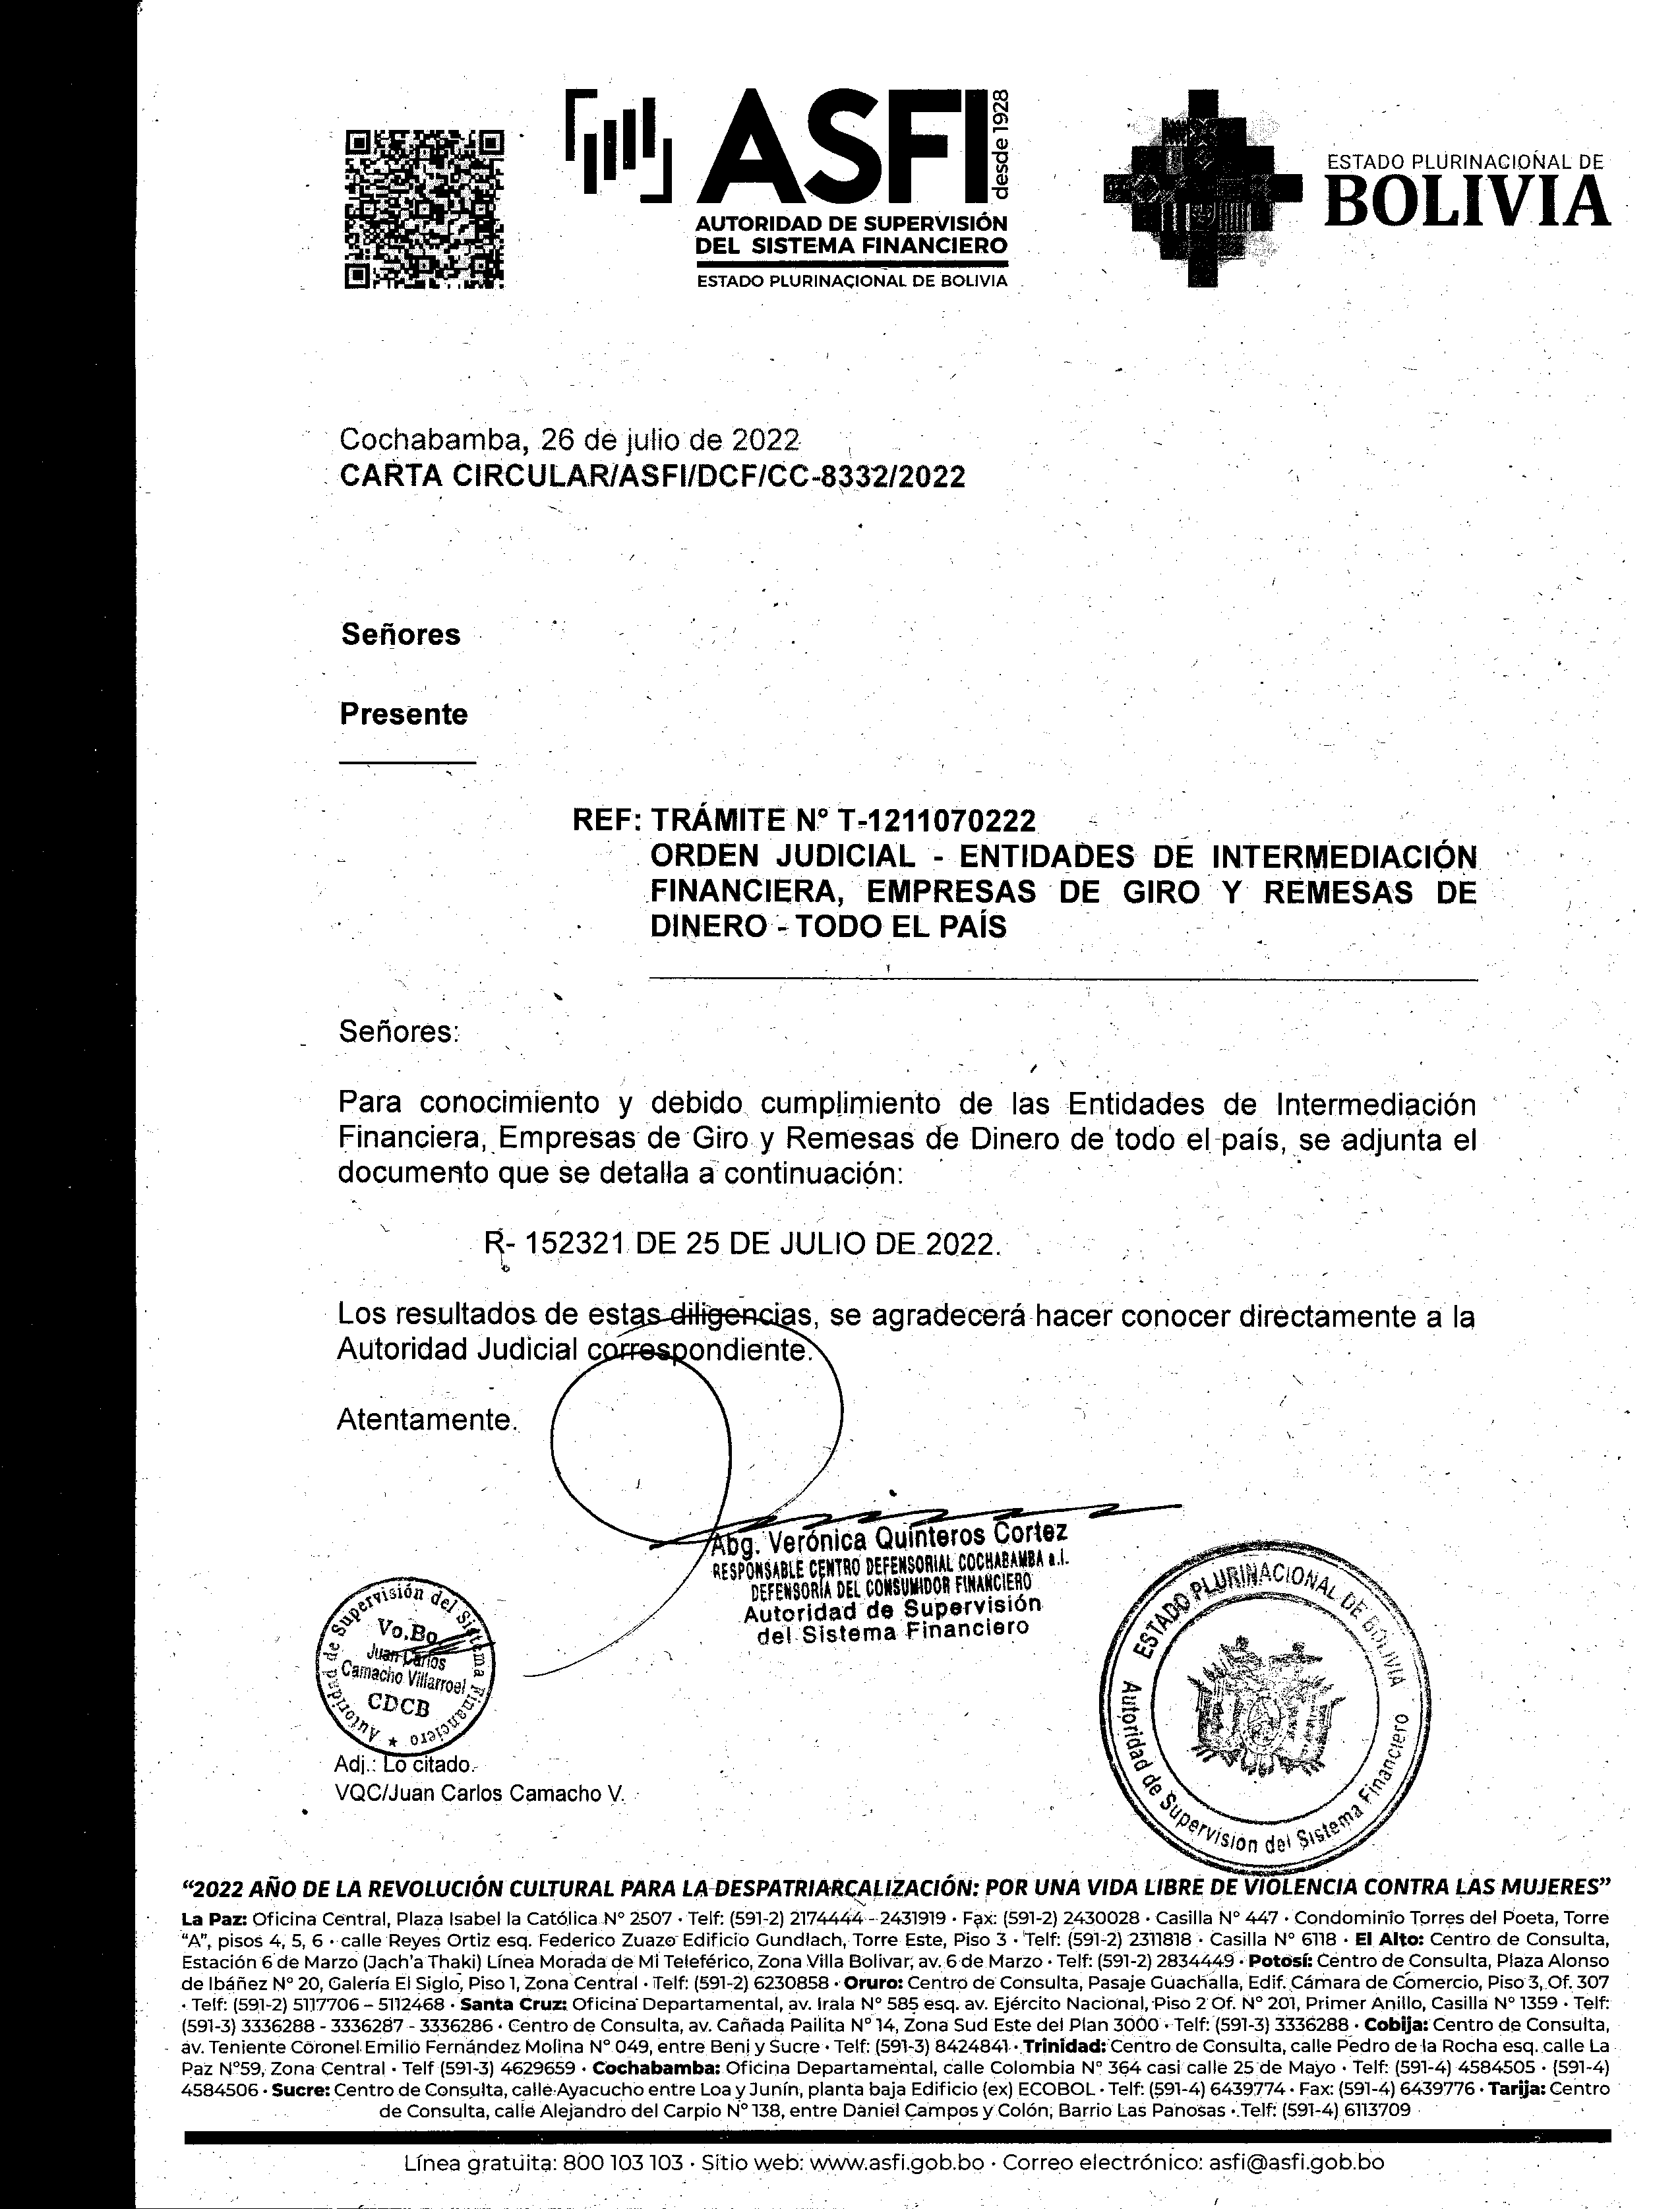 ASFI
desde 1928
AUTORIDAD DE SUPERVISIÓN
DEL SISTEMA FINANCIERO
ESTADO PLURINACIONAL DE BOLIVIA
ESTADO PLURINACIONAL DE
BOLIVIA
Cochabamba, 26 de julio de 2022
CARTA CIRCULAR/ASFI/DCF/CC-8332/2022
Señores
Presente
REF: TRÁMITE N° T-1211070222
ORDEN JUDICIAL - ENTIDADES DE INTERMEDIACIÓN
FINANCIERA, EMPRESAS DE GIRO Y REMESAS DE
DINERO - TODO EL PAÍS
Señores:
Para conocimiento y debido cumplimiento de las Entidades de Intermediación
Financiera, Empresas de Giro y Remesas de Dinero de todo el país, se adjunta el
documento que se detalla a continuación:
R- 152321 DE 25 DE JULIO DE 2022.
Los resultados de estas diligencias, se agradecerá hacer conocer directamente a la
Autoridad Judicial correspondiente.
Atentamente.
Abg. Verónica Quinteros Cortez
RESPONSABLE CENTRO DEFENSORIAL COCHABAMBA a.i.
DEFENSORÍA DEL CONSUMIDOR FINANCIERO
Autoridad de Supervisión
del Sistema Financiero
Autoridad de Supervisión del Sistema Financiero
Vo.Bo.
Juan Carlos
Camacho Villarroel
CDCB
ESTADO PLURINACIONAL DE BOLIVIA
Autoridad de Supervisión del Sistema Financiero
Adj.: Lo citado.
VQC/Juan Carlos Camacho V.
“2022 AÑO DE LA REVOLUCIÓN CULTURAL PARA LA DESPATRIARCALIZACIÓN: POR UNA VIDA LIBRE DE VIOLENCIA CONTRA LAS MUJERES”
La Paz: Oficina Central, Plaza Isabel la Católica N° 2507 · Telf: (591-2) 2174444 - 2431919 · Fax: (591-2) 2430028 · Casilla N° 447 · Condominio Torres del Poeta, Torre
“A”, pisos 4, 5, 6 · calle Reyes Ortiz esq. Federico Zuazo Edificio Gundlach, Torre Este, Piso 3 · Telf: (591-2) 2311818 · Casilla N° 6118 · El Alto: Centro de Consulta,
Estación 6 de Marzo (Jach'a Thaki) Línea Morada de Mi Teleférico, Zona Villa Bolivar, av. 6 de Marzo · Telf: (591-2) 2834449 · Potosí: Centro de Consulta, Plaza Alonso
de Ibáñez N° 20, Galería El Siglo, Piso 1, Zona Central · Telf: (591-2) 6230858 · Oruro: Centro de Consulta, Pasaje Guachalla, Edif. Cámara de Comercio, Piso 3, Of. 307
· Telf: (591-2) 5117706 – 5112468 · Santa Cruz: Oficina Departamental, av. Irala N° 585 esq. av. Ejército Nacional, Piso 2 Of. N° 201, Primer Anillo, Casilla N° 1359 · Telf:
(591-3) 3336288 - 3336287 - 3336286 · Centro de Consulta, av. Cañada Pailita N° 14, Zona Sud Este del Plan 3000 · Telf: (591-3) 3336288 · Cobija: Centro de Consulta,
av. Teniente Coronel Emilio Fernández Molina N° 049, entre Beni y Sucre · Telf: (591-3) 8424841 · Trinidad: Centro de Consulta, calle Pedro de la Rocha esq. calle La
Paz N°59, Zona Central · Telf (591-3) 4629659 · Cochabamba: Oficina Departamental, calle Colombia N° 364 casi calle 25 de Mayo · Telf: (591-4) 4584505 · (591-4)
4584506 · Sucre: Centro de Consulta, calle Ayacucho entre Loa y Junín, planta baja Edificio (ex) ECOBOL · Telf: (591-4) 6439774 · Fax: (591-4) 6439776 · Tarija: Centro
de Consulta, calle Alejandro del Carpio N° 138, entre Daniel Campos y Colón, Barrio Las Panosas · Telf: (591-4) 6113709
Línea gratuita: 800 103 103 · Sitio web: www.asfi.gob.bo · Correo electrónico: asfi@asfi.gob.bo